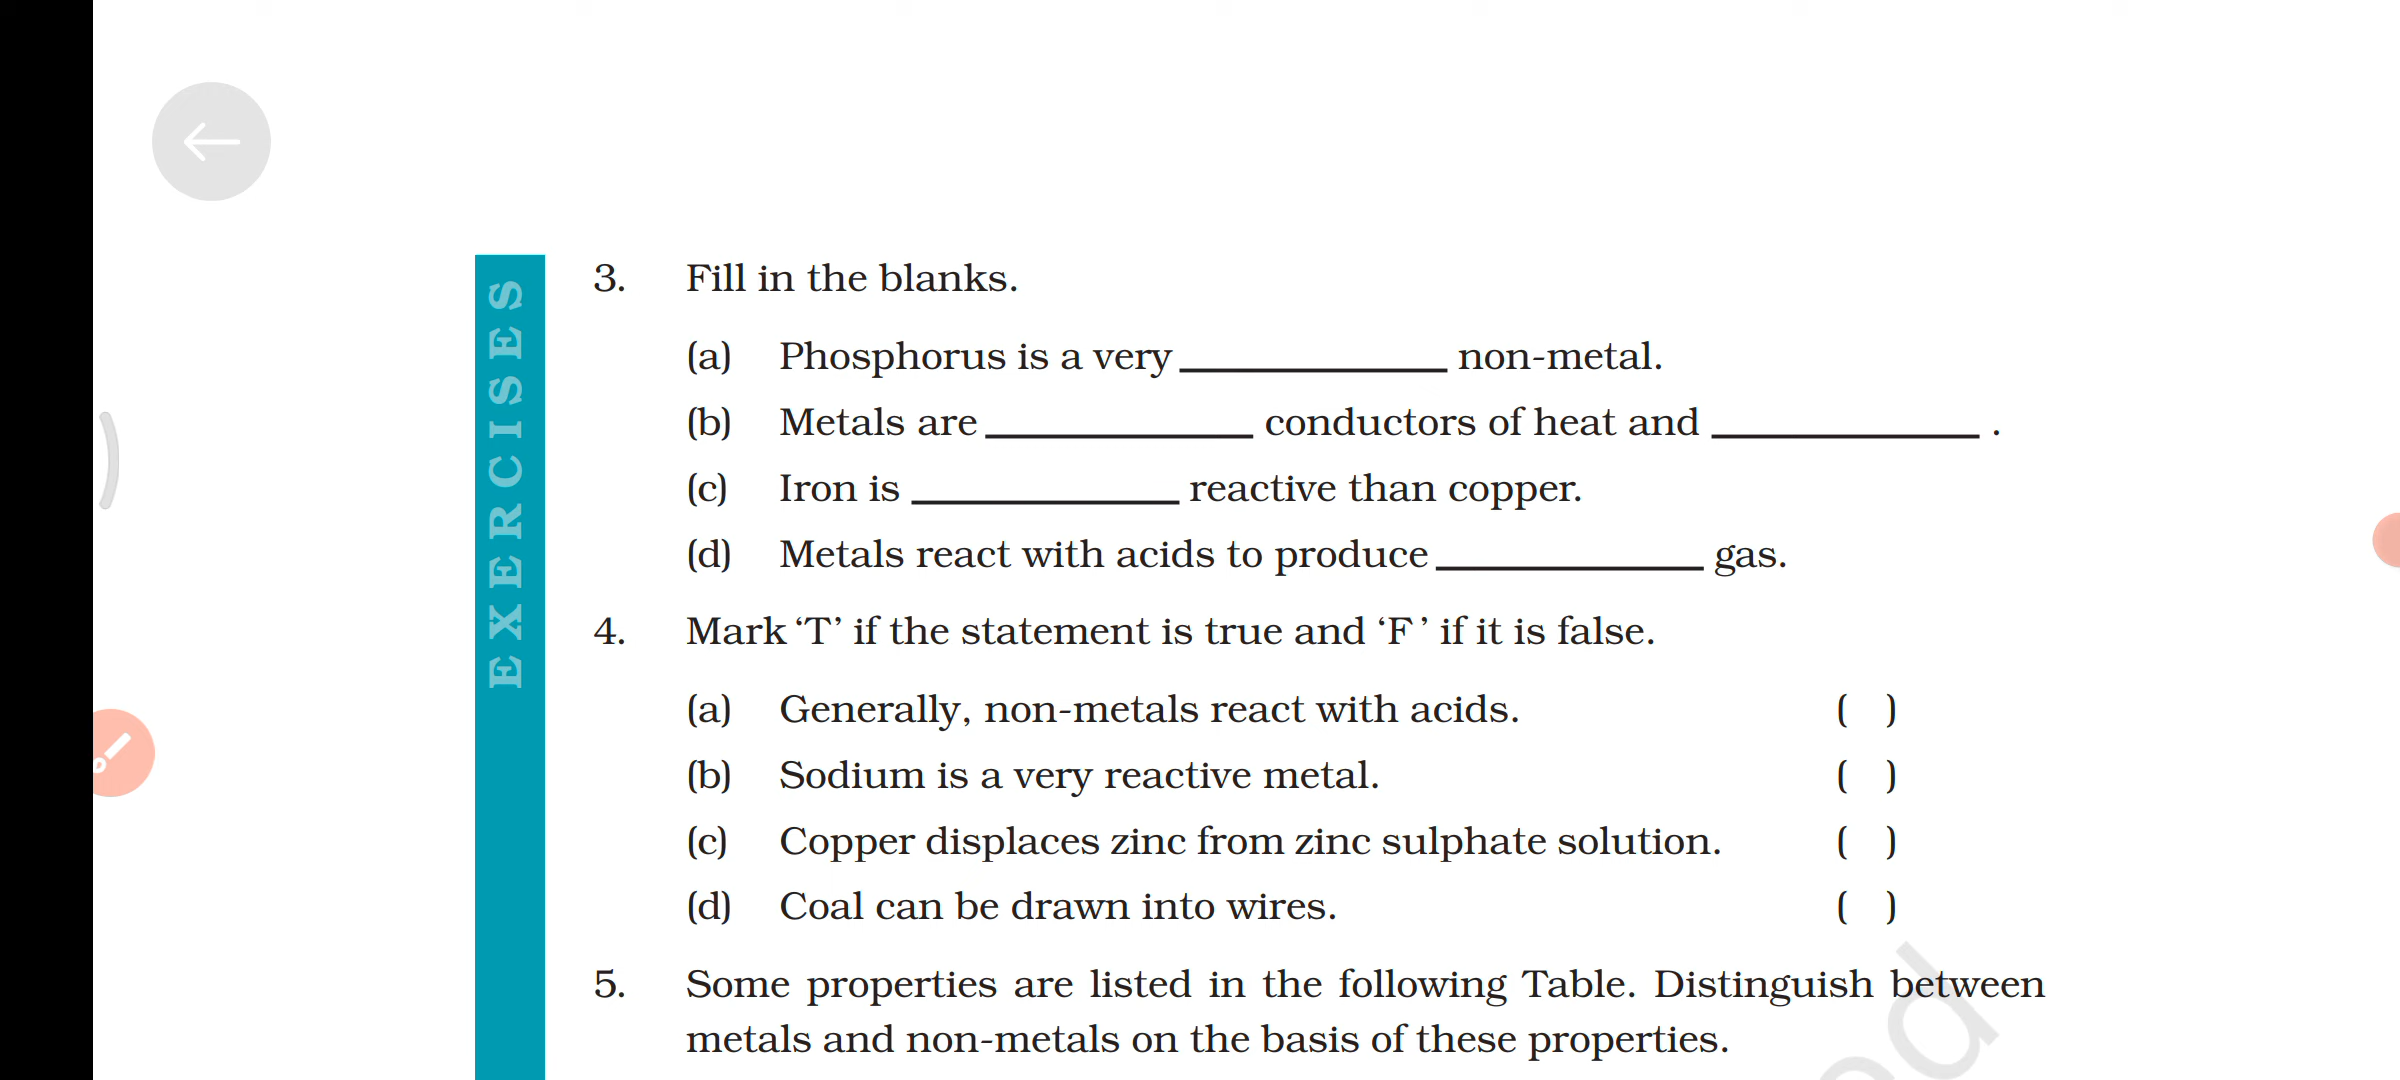 EXERCISES
3. Fill in the blanks.
(a) Phosphorus is a very ____________ non-metal.
(b) Metals are ____________ conductors of heat and ____________ .
(c) Iron is ____________ reactive than copper.
(d) Metals react with acids to produce ____________ gas.
4. Mark ‘T’ if the statement is true and ‘F’ if it is false.
(a) Generally, non-metals react with acids. ( )
(b) Sodium is a very reactive metal. ( )
(c) Copper displaces zinc from zinc sulphate solution. ( )
(d) Coal can be drawn into wires. ( )
5. Some properties are listed in the following Table. Distinguish between
metals and non-metals on the basis of these properties.